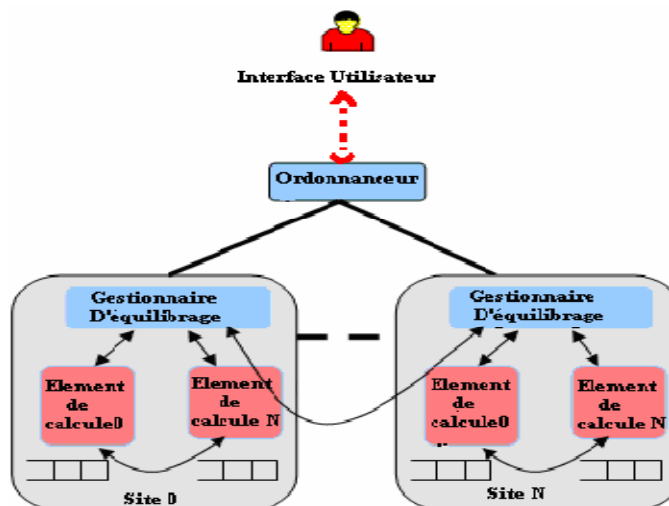 Interface Utilisateur
Ordonnanceur
Gestionnaire
D'équilibrage
Gestionnaire
D'équilibrage
Element
de
calcule0
Element
de
calcule N
Element
de
calcule0
Element
de
calcule N
Site 0
Site N